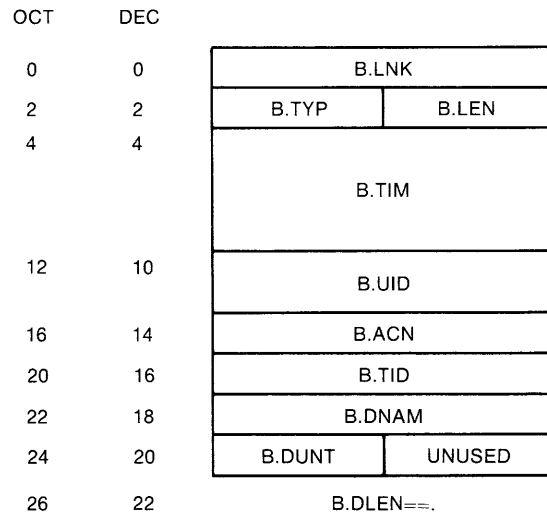 OCT DEC
0 0 B.LNK
2 2 B.TYP B.LEN
4 4
B.TIM
12 10 B.UID
16 14 B.ACN
20 16 B.TID
22 18 B.DNAM
24 20 B.DUNT UNUSED
26 22 B.DLEN==.